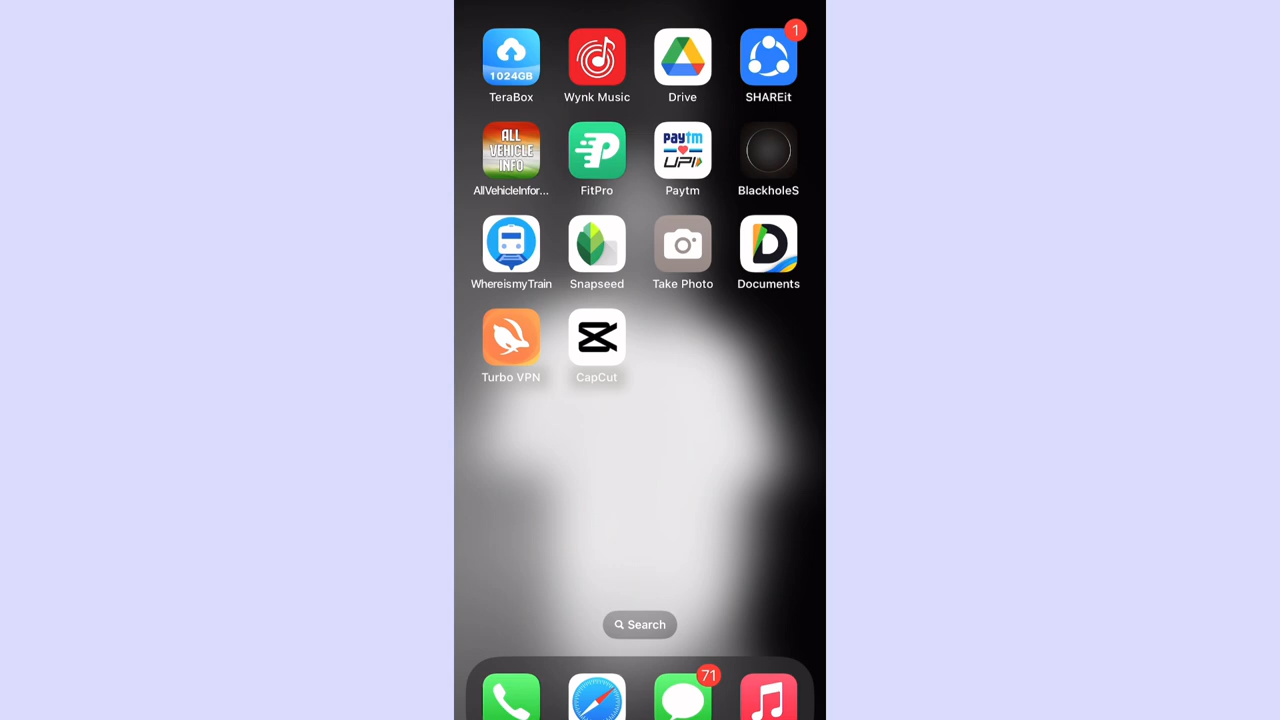 1
1024GB
TeraBox
Wynk Music
Drive
SHAREit
ALL
VEHICLE
INFO
paytm
UPI
AllVehicleInfor...
FitPro
Paytm
BlackholeS
WhereismyTrain
Snapseed
Take Photo
Documents
Turbo VPN
CapCut
Search
71